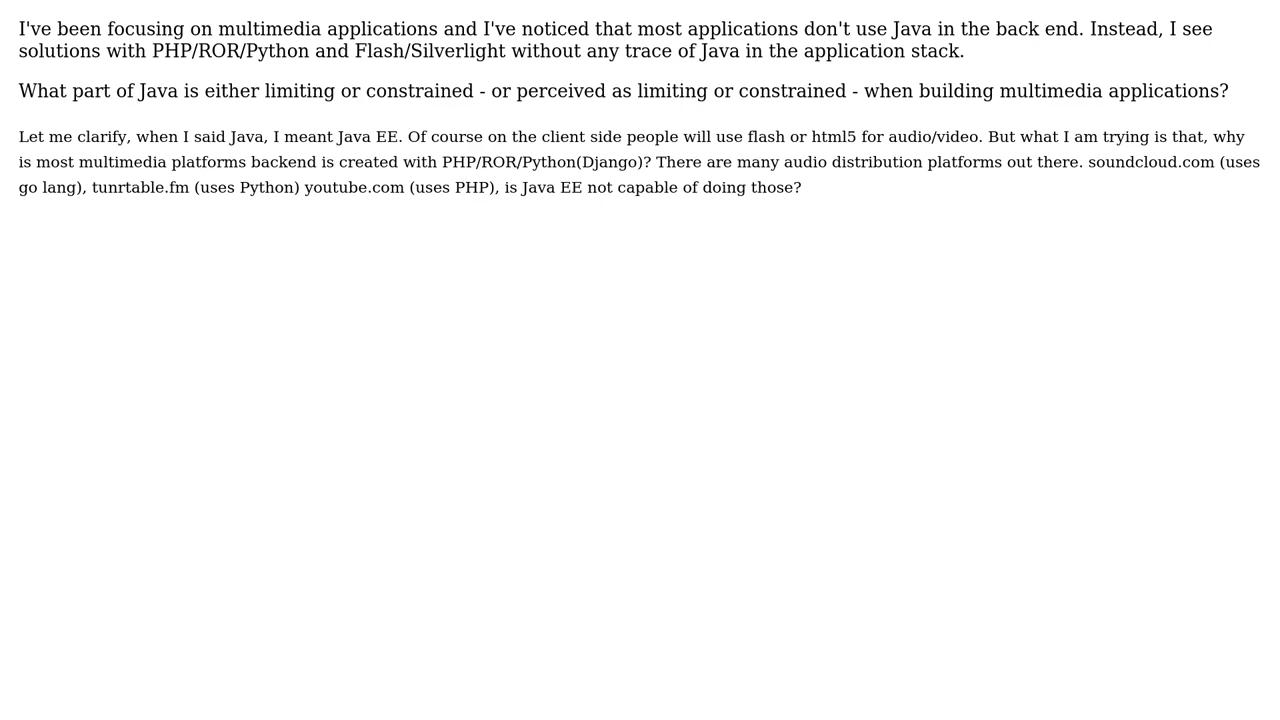 I've been focusing on multimedia applications and I've noticed that most applications don't use Java in the back end. Instead, I see
solutions with PHP/ROR/Python and Flash/Silverlight without any trace of Java in the application stack.
What part of Java is either limiting or constrained - or perceived as limiting or constrained - when building multimedia applications?
Let me clarify, when I said Java, I meant Java EE. Of course on the client side people will use flash or html5 for audio/video. But what I am trying is that, why
is most multimedia platforms backend is created with PHP/ROR/Python(Django)? There are many audio distribution platforms out there. soundcloud.com (uses
go lang), tunrtable.fm (uses Python) youtube.com (uses PHP), is Java EE not capable of doing those?